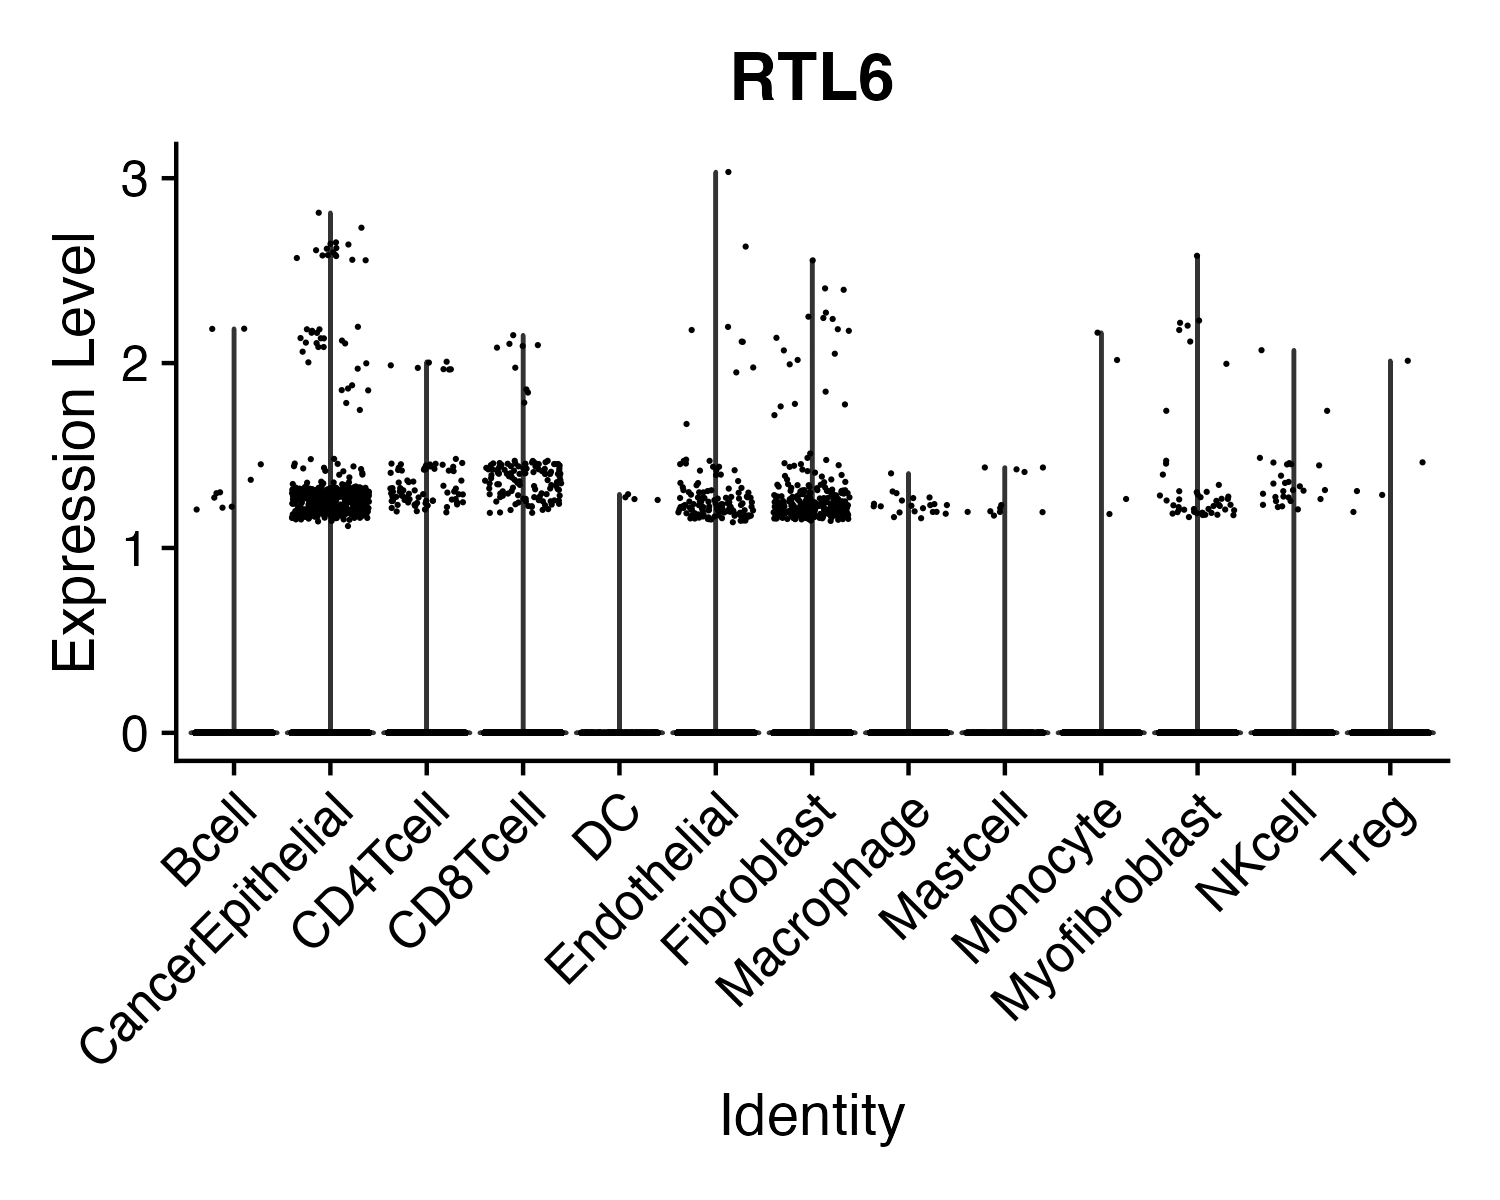 RTL6
Expression Level
3
2
1
0
Bcell
CancerEpithelial
CD4Tcell
CD8Tcell
DC
Endothelial
Fibroblast
Macrophage
Mastcell
Monocyte
Myofibroblast
NKcell
Treg
Identity